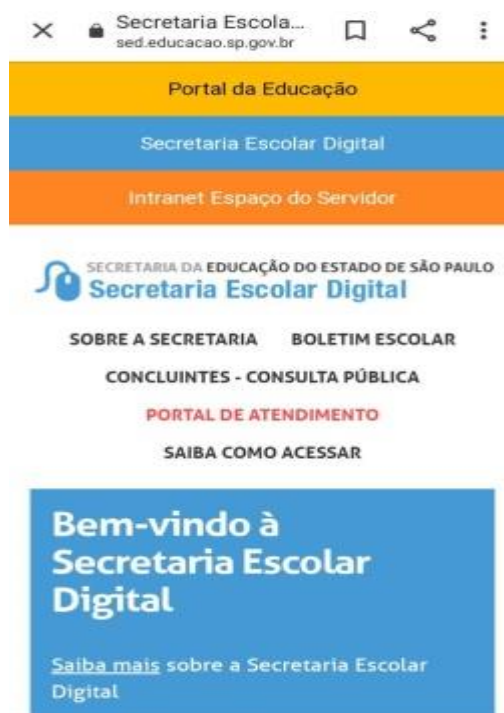 Secretaria Escola...
sed.educacao.sp.gov.br
Portal da Educação
Secretaria Escolar Digital
Intranet Espaço do Servidor
SECRETARIA DA EDUCAÇÃO DO ESTADO DE SÃO PAULO
Secretaria Escolar Digital
SOBRE A SECRETARIA BOLETIM ESCOLAR
CONCLUINTES - CONSULTA PÚBLICA
PORTAL DE ATENDIMENTO
SAIBA COMO ACESSAR
Bem-vindo à
Secretaria Escolar
Digital
Saiba mais sobre a Secretaria Escolar
Digital